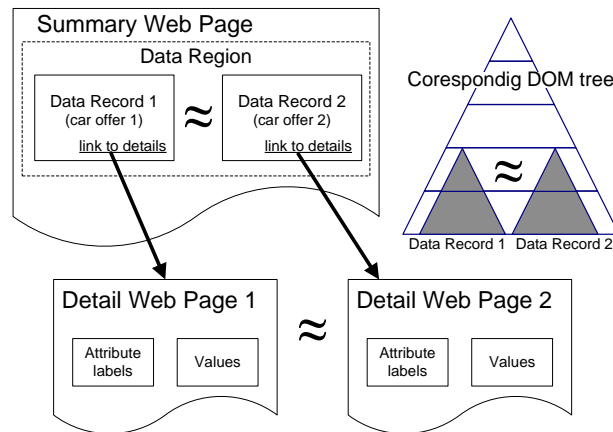 Summary Web Page
Data Region
Data Record 1
(car offer 1)
link to details
≈
Data Record 2
(car offer 2)
link to details
Corespondig DOM tree
≈
Data Record 1
Data Record 2
Detail Web Page 1
Attribute
labels
Values
≈
Detail Web Page 2
Attribute
labels
Values